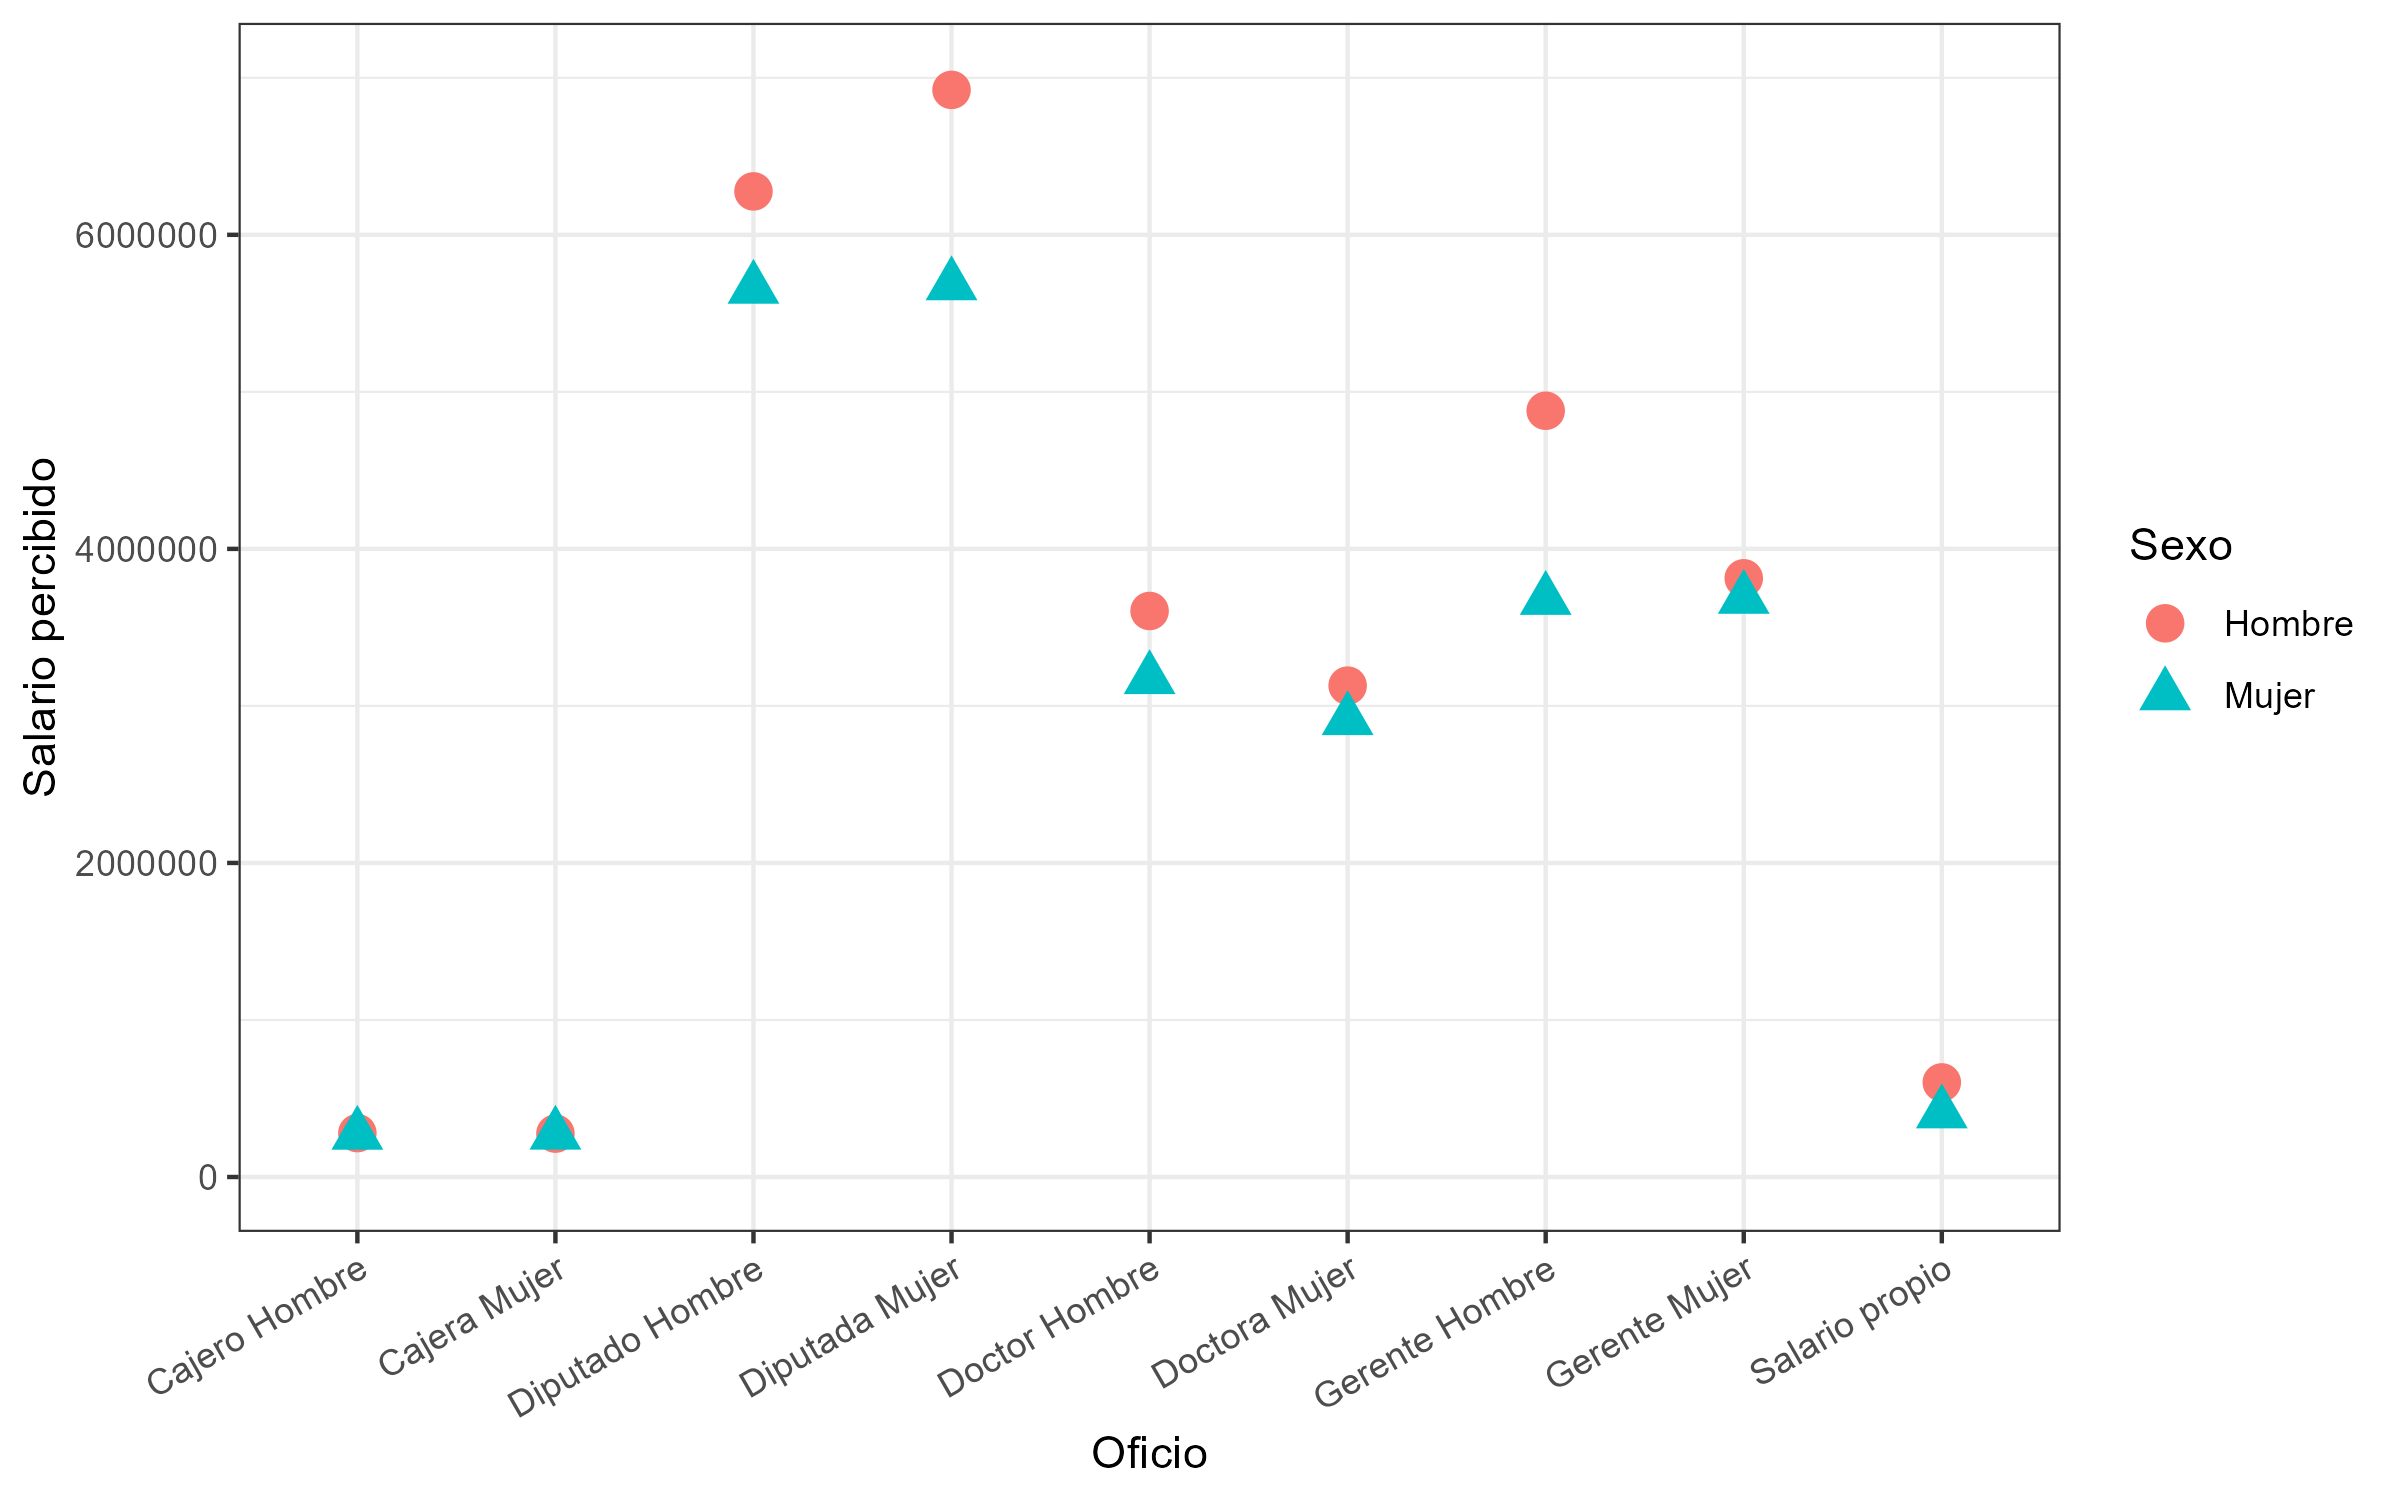 Salario percibido
6000000
4000000
2000000
0
Cajero Hombre
Cajera Mujer
Diputado Hombre
Diputada Mujer
Doctor Hombre
Doctora Mujer
Gerente Hombre
Gerente Mujer
Salario propio
Oficio
Sexo
Hombre
Mujer